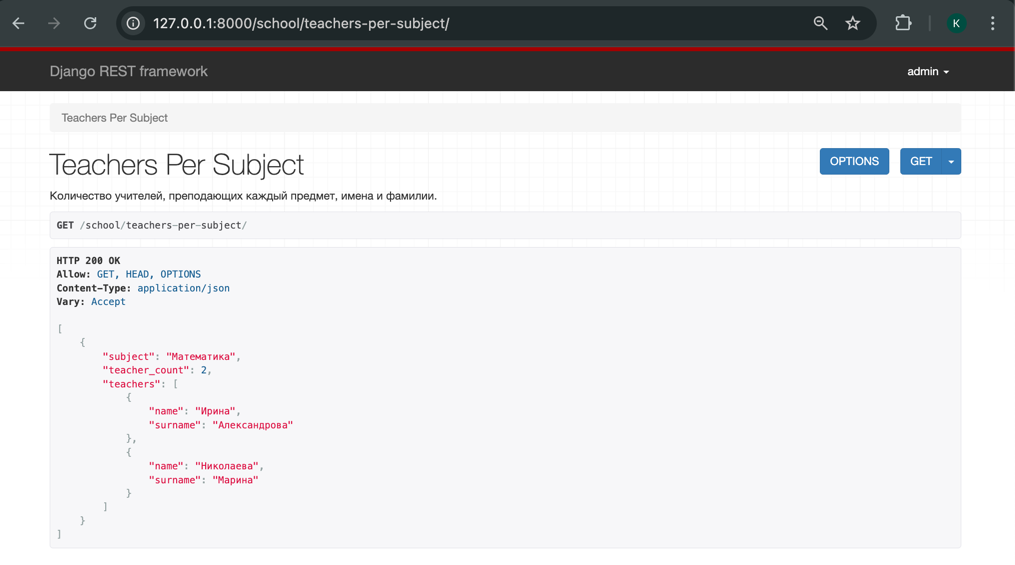 127.0.0.1:8000/school/teachers-per-subject/
K
Django REST framework
admin
Teachers Per Subject
Teachers Per Subject
OPTIONS
GET
Количество учителей, преподающих каждый предмет, имена и фамилии.
GET /school/teachers-per-subject/
HTTP 200 OK
Allow: GET, HEAD, OPTIONS
Content-Type: application/json
Vary: Accept
[
    {
        "subject": "Математика",
        "teacher_count": 2,
        "teachers": [
            {
                "name": "Ирина",
                "surname": "Александрова"
            },
            {
                "name": "Николаева",
                "surname": "Марина"
            }
        ]
    }
]